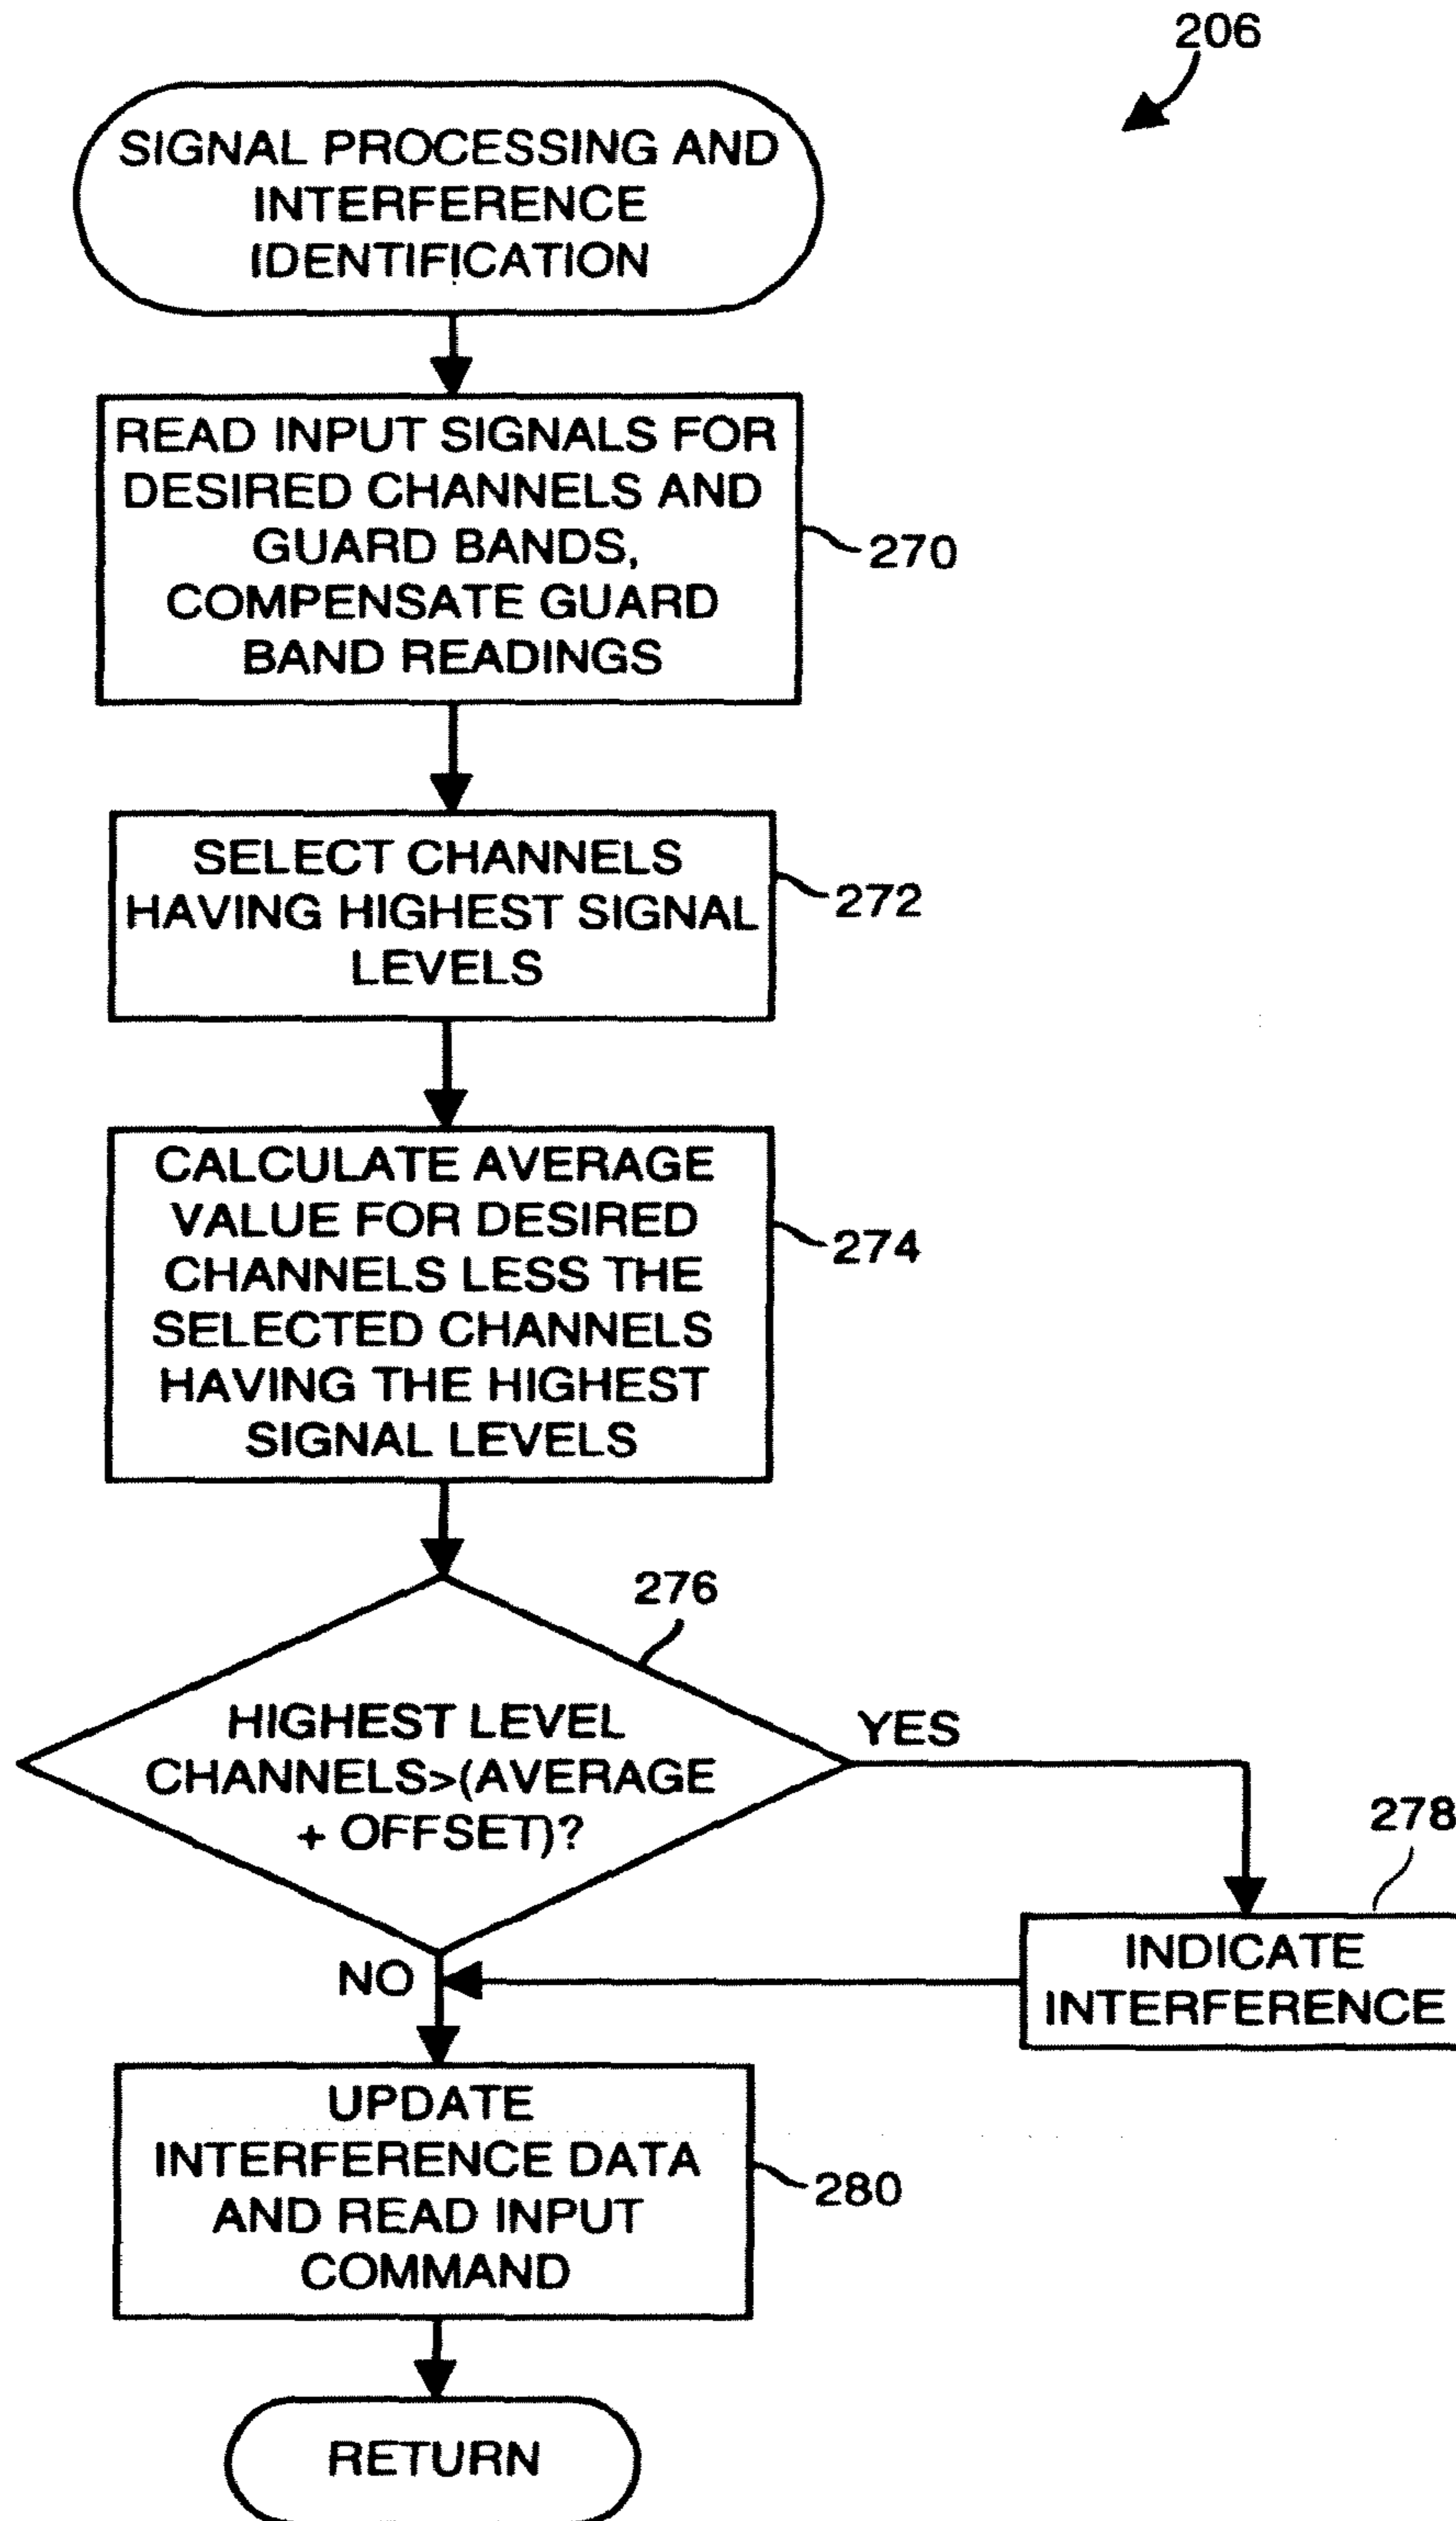 206
SIGNAL PROCESSING AND
INTERFERENCE
IDENTIFICATION
READ INPUT SIGNALS FOR
DESIRED CHANNELS AND
GUARD BANDS,
COMPENSATE GUARD
BAND READINGS
270
SELECT CHANNELS
HAVING HIGHEST SIGNAL
LEVELS
272
CALCULATE AVERAGE
VALUE FOR DESIRED
CHANNELS LESS THE
SELECTED CHANNELS
HAVING THE HIGHEST
SIGNAL LEVELS
274
276
HIGHEST LEVEL
CHANNELS>(AVERAGE
+ OFFSET)?
YES
278
INDICATE
INTERFERENCE
NO
UPDATE
INTERFERENCE DATA
AND READ INPUT
COMMAND
280
RETURN